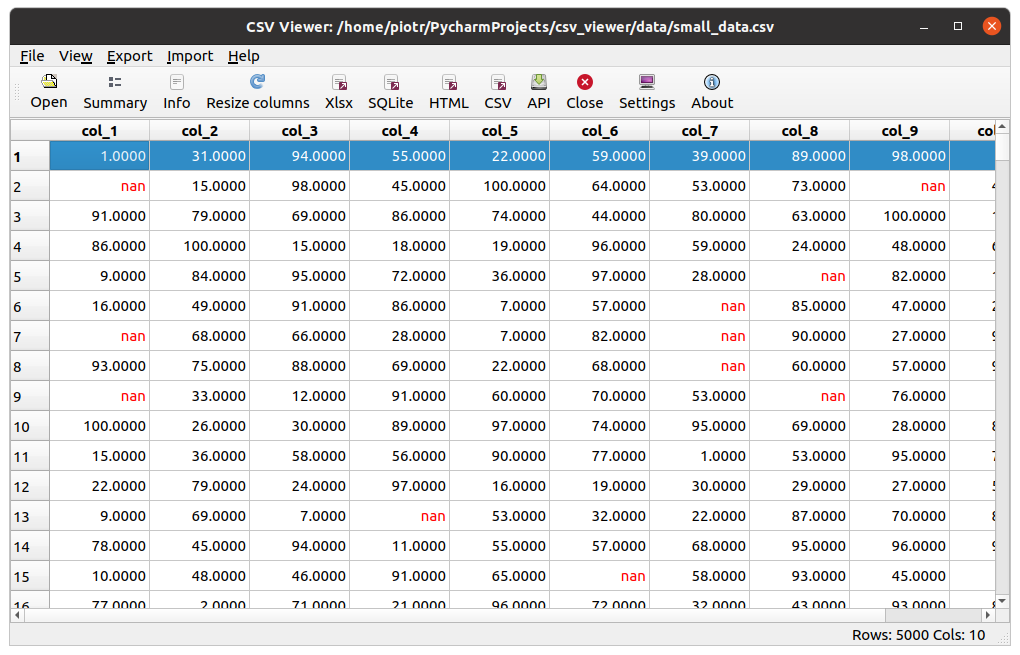 CSV Viewer: /home/piotr/PycharmProjects/csv_viewer/data/small_data.csv
File View Export Import Help
Open Summary Info Resize columns Xlsx SQLite HTML CSV API Close Settings About
col_1 col_2 col_3 col_4 col_5 col_6 col_7 col_8 col_9
1 1.0000 31.0000 94.0000 55.0000 22.0000 59.0000 39.0000 89.0000 98.0000
2 nan 15.0000 98.0000 45.0000 100.0000 64.0000 53.0000 73.0000 nan
3 91.0000 79.0000 69.0000 86.0000 74.0000 44.0000 80.0000 63.0000 100.0000
4 86.0000 100.0000 15.0000 18.0000 19.0000 96.0000 59.0000 24.0000 48.0000
5 9.0000 84.0000 95.0000 72.0000 36.0000 97.0000 28.0000 nan 82.0000
6 16.0000 49.0000 91.0000 86.0000 7.0000 57.0000 nan 85.0000 47.0000
7 nan 68.0000 66.0000 28.0000 7.0000 82.0000 nan 90.0000 27.0000
8 93.0000 75.0000 88.0000 69.0000 22.0000 68.0000 nan 60.0000 57.0000
9 nan 33.0000 12.0000 91.0000 60.0000 70.0000 53.0000 nan 76.0000
10 100.0000 26.0000 30.0000 89.0000 97.0000 74.0000 95.0000 69.0000 28.0000
11 15.0000 36.0000 58.0000 56.0000 90.0000 77.0000 1.0000 53.0000 95.0000
12 22.0000 79.0000 24.0000 97.0000 16.0000 19.0000 30.0000 29.0000 27.0000
13 9.0000 69.0000 7.0000 nan 53.0000 32.0000 22.0000 87.0000 70.0000
14 78.0000 45.0000 94.0000 11.0000 55.0000 57.0000 68.0000 95.0000 96.0000
15 10.0000 48.0000 46.0000 91.0000 65.0000 nan 58.0000 93.0000 45.0000
16 77.0000 2.0000 71.0000 21.0000 96.0000 72.0000 32.0000 43.0000 93.0000
Rows: 5000 Cols: 10